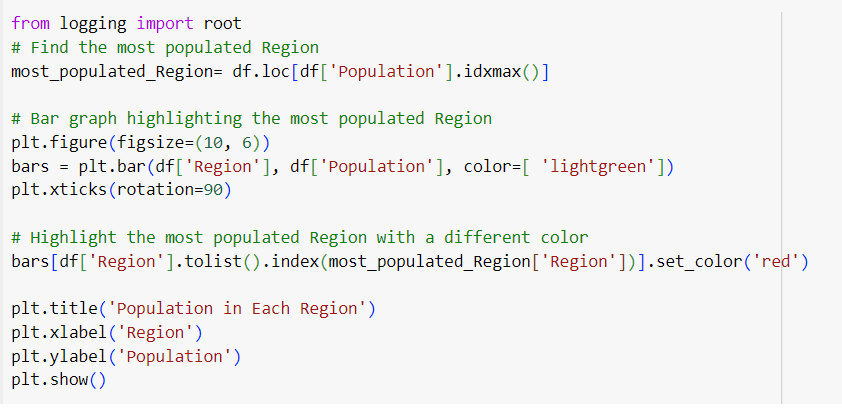 from logging import root
# Find the most populated Region
most_populated_Region= df.loc[df['Population'].idxmax()]
# Bar graph highlighting the most populated Region
plt.figure(figsize=(10, 6))
bars = plt.bar(df['Region'], df['Population'], color=[ 'lightgreen'])
plt.xticks(rotation=90)
# Highlight the most populated Region with a different color
bars[df['Region'].tolist().index(most_populated_Region['Region'])].set_color('red')
plt.title('Population in Each Region')
plt.xlabel('Region')
plt.ylabel('Population')
plt.show()